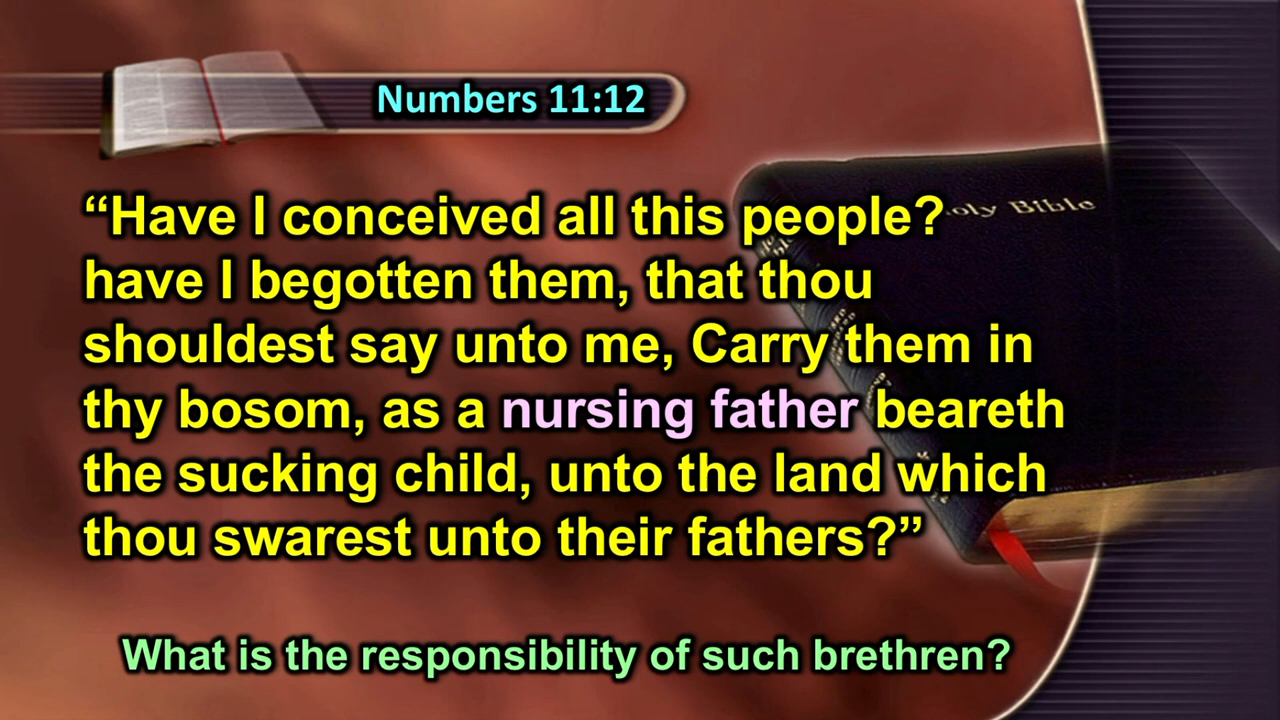 Numbers 11:12
“Have I conceived all this people?
have I begotten them, that thou
shouldest say unto me, Carry them in
thy bosom, as a nursing father beareth
the sucking child, unto the land which
thou swarest unto their fathers?”
What is the responsibility of such brethren?
oly Bible